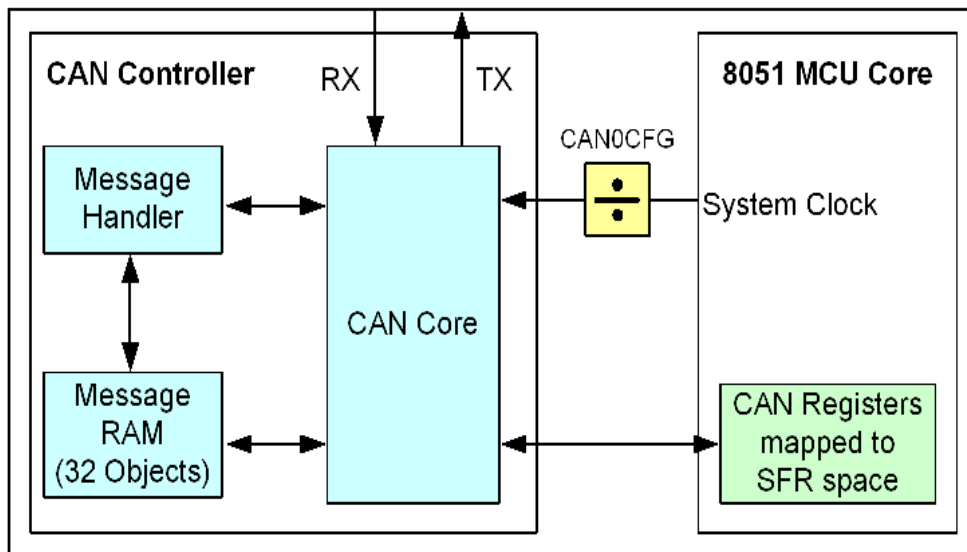 CAN Controller
RX
TX
8051 MCU Core
CAN0CFG
Message
Handler
System Clock
CAN Core
Message
RAM
(32 Objects)
CAN Registers
mapped to
SFR space